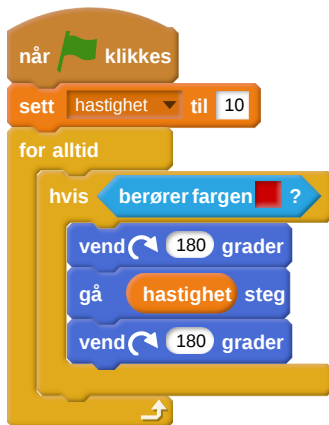 når klikkes
sett hastighet til 10
for alltid
hvis berører fargen ?
vend 180 grader
gå hastighet steg
vend 180 grader